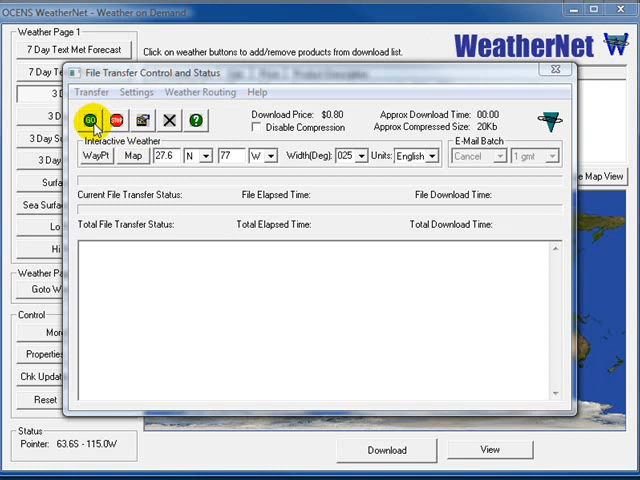 OCENS WeatherNet - Weather on Demand
Weather Page 1
7 Day Text Met Forecast
Click on weather buttons to add/remove products from download list.
WeatherNet
7 Day Te
File Transfer Control and Status
Transfer Settings Weather Routing Help
3 D
GO STOP
Download Price: $0.80
Approx Download Time: 00:00
Disable Compression
Approx Compressed Size: 20Kb
3 D
3 Day Su
Interactive Weather
E-Mail Batch
3 Day
WayPt Map 27.6 N 77 W Width(Deg): 025 Units: English Cancel 1 gmt
Surfa
e Map View
Sea Surfa
Current File Transfer Status: File Elapsed Time: File Download Time:
Lo
Total File Transfer Status: Total Elapsed Time: Total Download Time:
Hi
Weather Pa
Goto W
Control
Mor
Properties
Chk Updat
Reset
Status
Pointer: 63.6S - 115.0W
Download
View